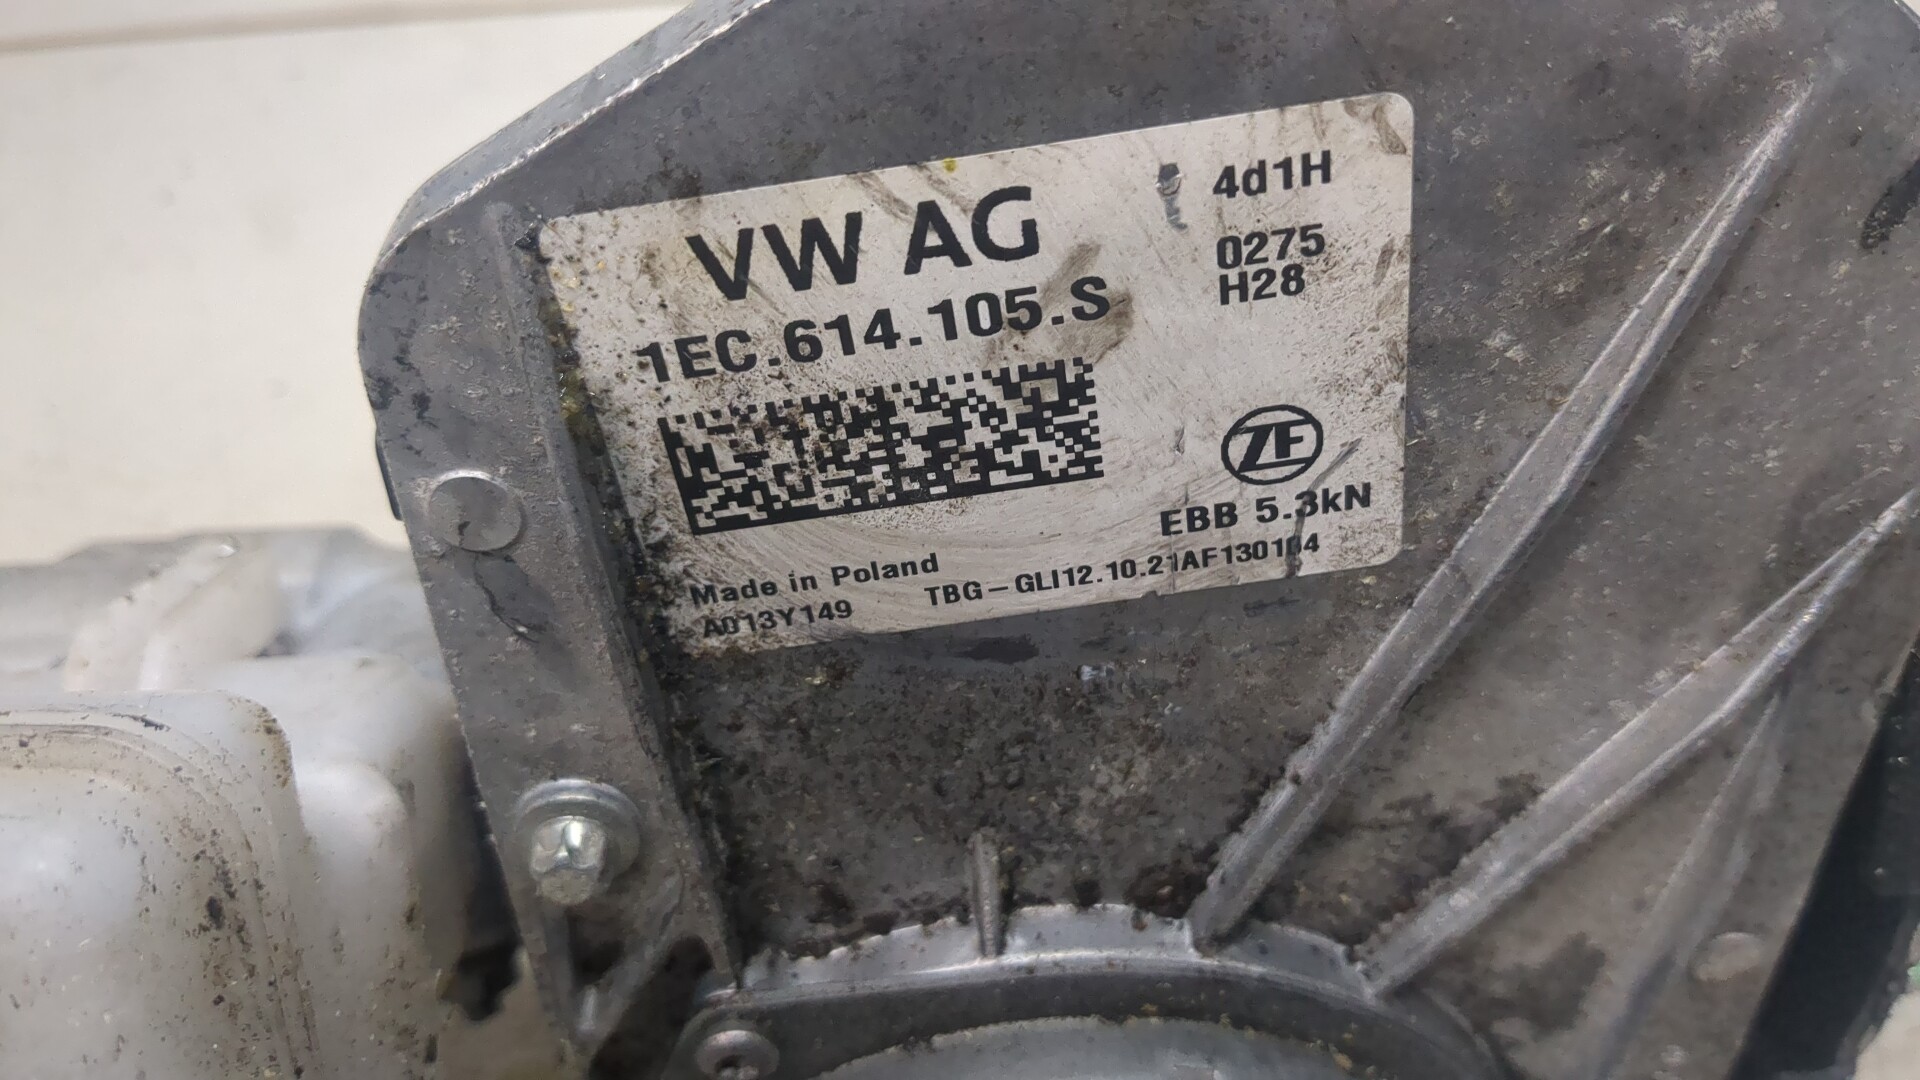 VW AG
1EC.614.105.S
4d1H
0275
H28
ZF
EBB 5.3kN
Made in Poland
A013Y149
TBG-GLI12.10.21AF130164